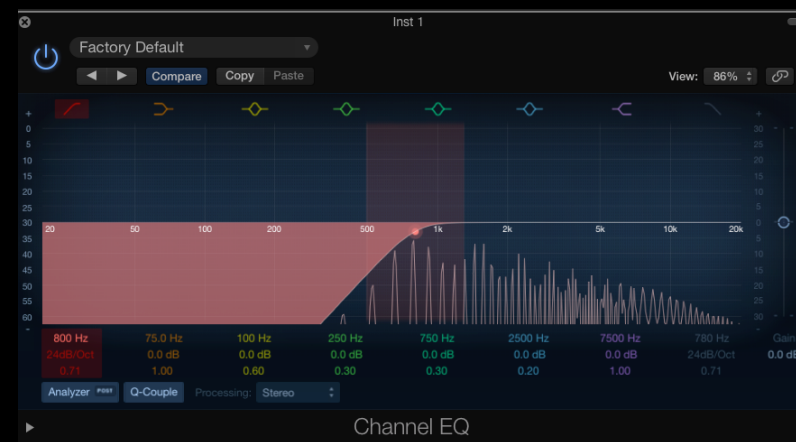 Inst 1
Factory Default
Compare Copy Paste View: 86%
+ +
0 30
5 25
10 20
15 15
20 10
25 5
30 20 50 100 200 500 1k 2k 5k 10k 20k 0
35 5
40 10
45 15
50 20
55 25
60 30
- -
800 Hz 75.0 Hz 100 Hz 250 Hz 750 Hz 2500 Hz 7500 Hz 780 Hz Gain
24dB/Oct 0.0 dB 0.0 dB 0.0 dB 0.0 dB 0.0 dB 0.0 dB 24dB/Oct 0.0 dB
0.71 1.00 0.60 0.30 0.30 0.20 1.00 0.71
Analyzer POST Q-Couple Processing: Stereo
Channel EQ